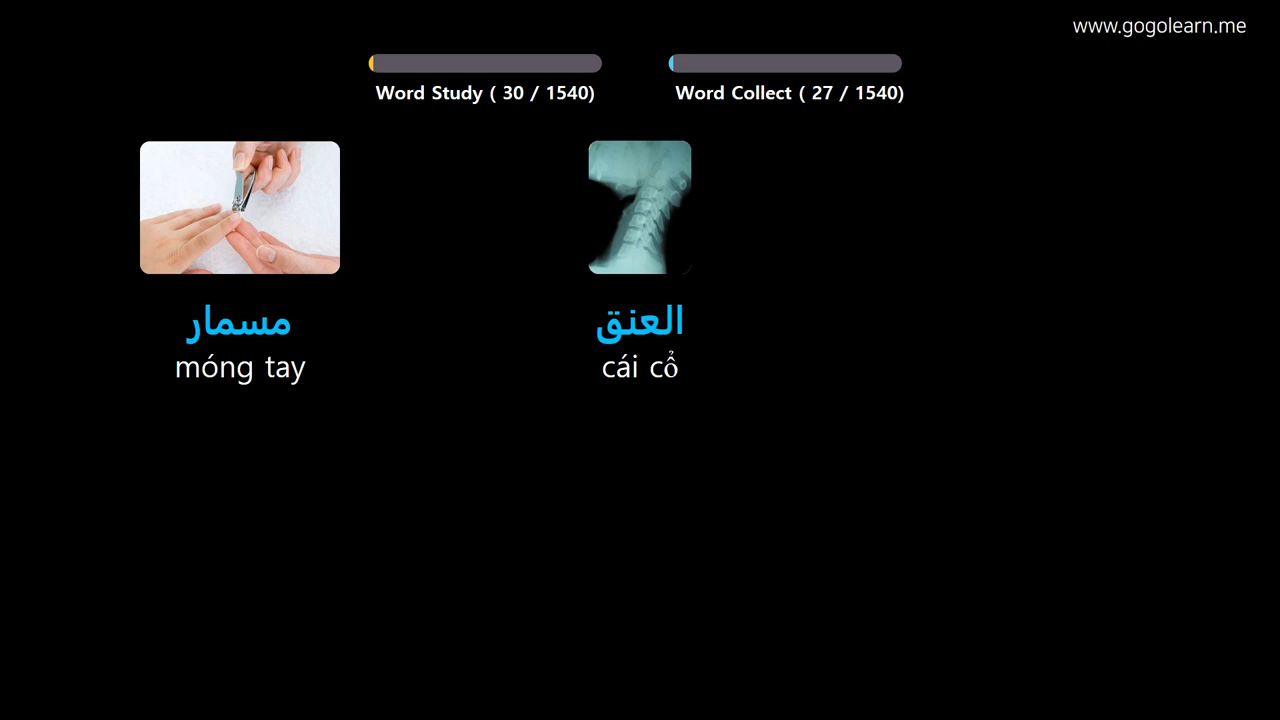 www.gogolearn.me
Word Study ( 30 / 1540)
Word Collect ( 27 / 1540)
مسمار
móng tay
العنق
cái cổ